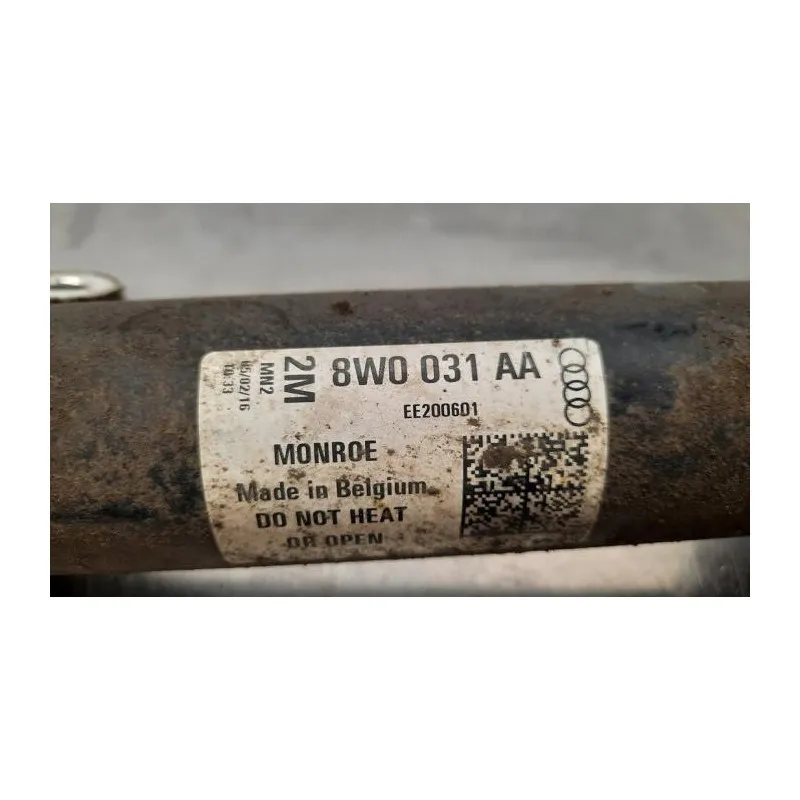 2M
8W0 031 AA
05/02/16
MN2
10:33
EE200601
MONROE
Made in Belgium
DO NOT HEAT
OR OPEN